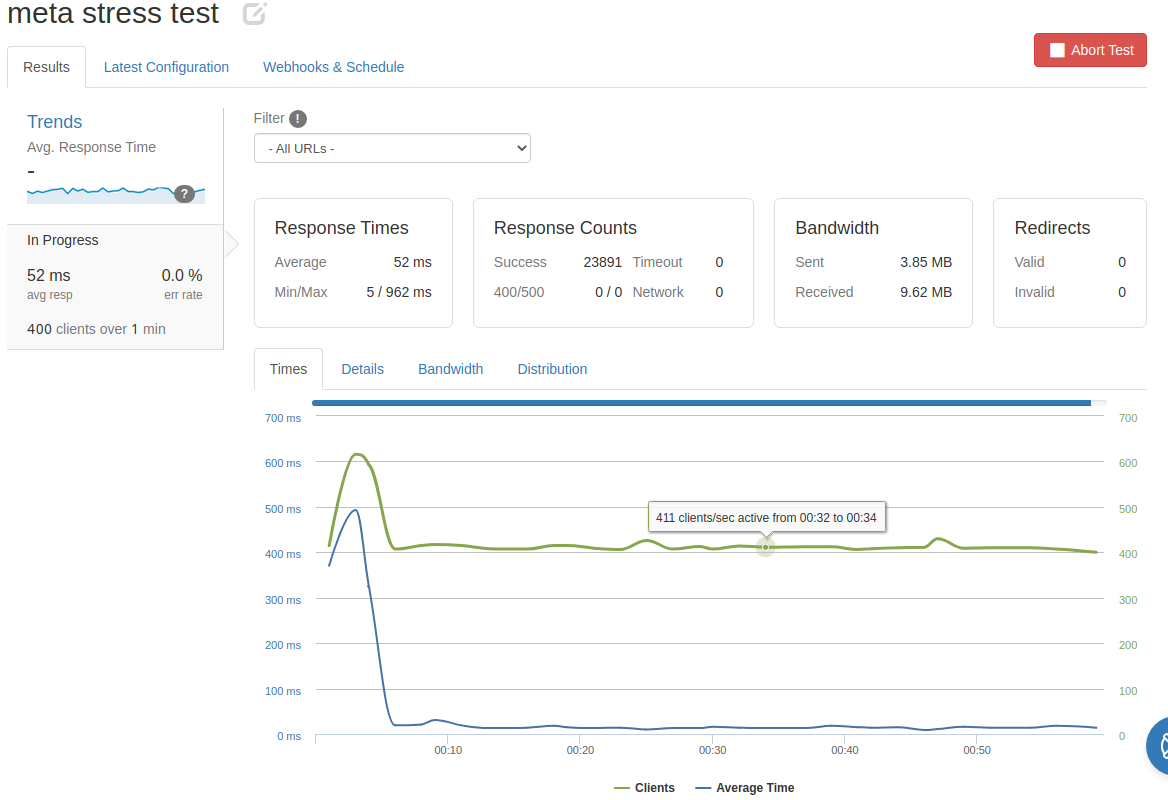 meta stress test
Abort Test
Results Latest Configuration Webhooks & Schedule
Trends
Avg. Response Time
-
?
In Progress
52 ms 0.0 %
avg resp err rate
400 clients over 1 min
Filter !
- All URLs -
Response Times
Average 52 ms
Min/Max 5 / 962 ms
Response Counts
Success 23891 Timeout 0
400/500 0 / 0 Network 0
Bandwidth
Sent 3.85 MB
Received 9.62 MB
Redirects
Valid 0
Invalid 0
Times Details Bandwidth Distribution
700 ms 700
600 ms 600
500 ms 500
411 clients/sec active from 00:32 to 00:34
400 ms 400
300 ms 300
200 ms 200
100 ms 100
0 ms 0
00:10 00:20 00:30 00:40 00:50
Clients Average Time